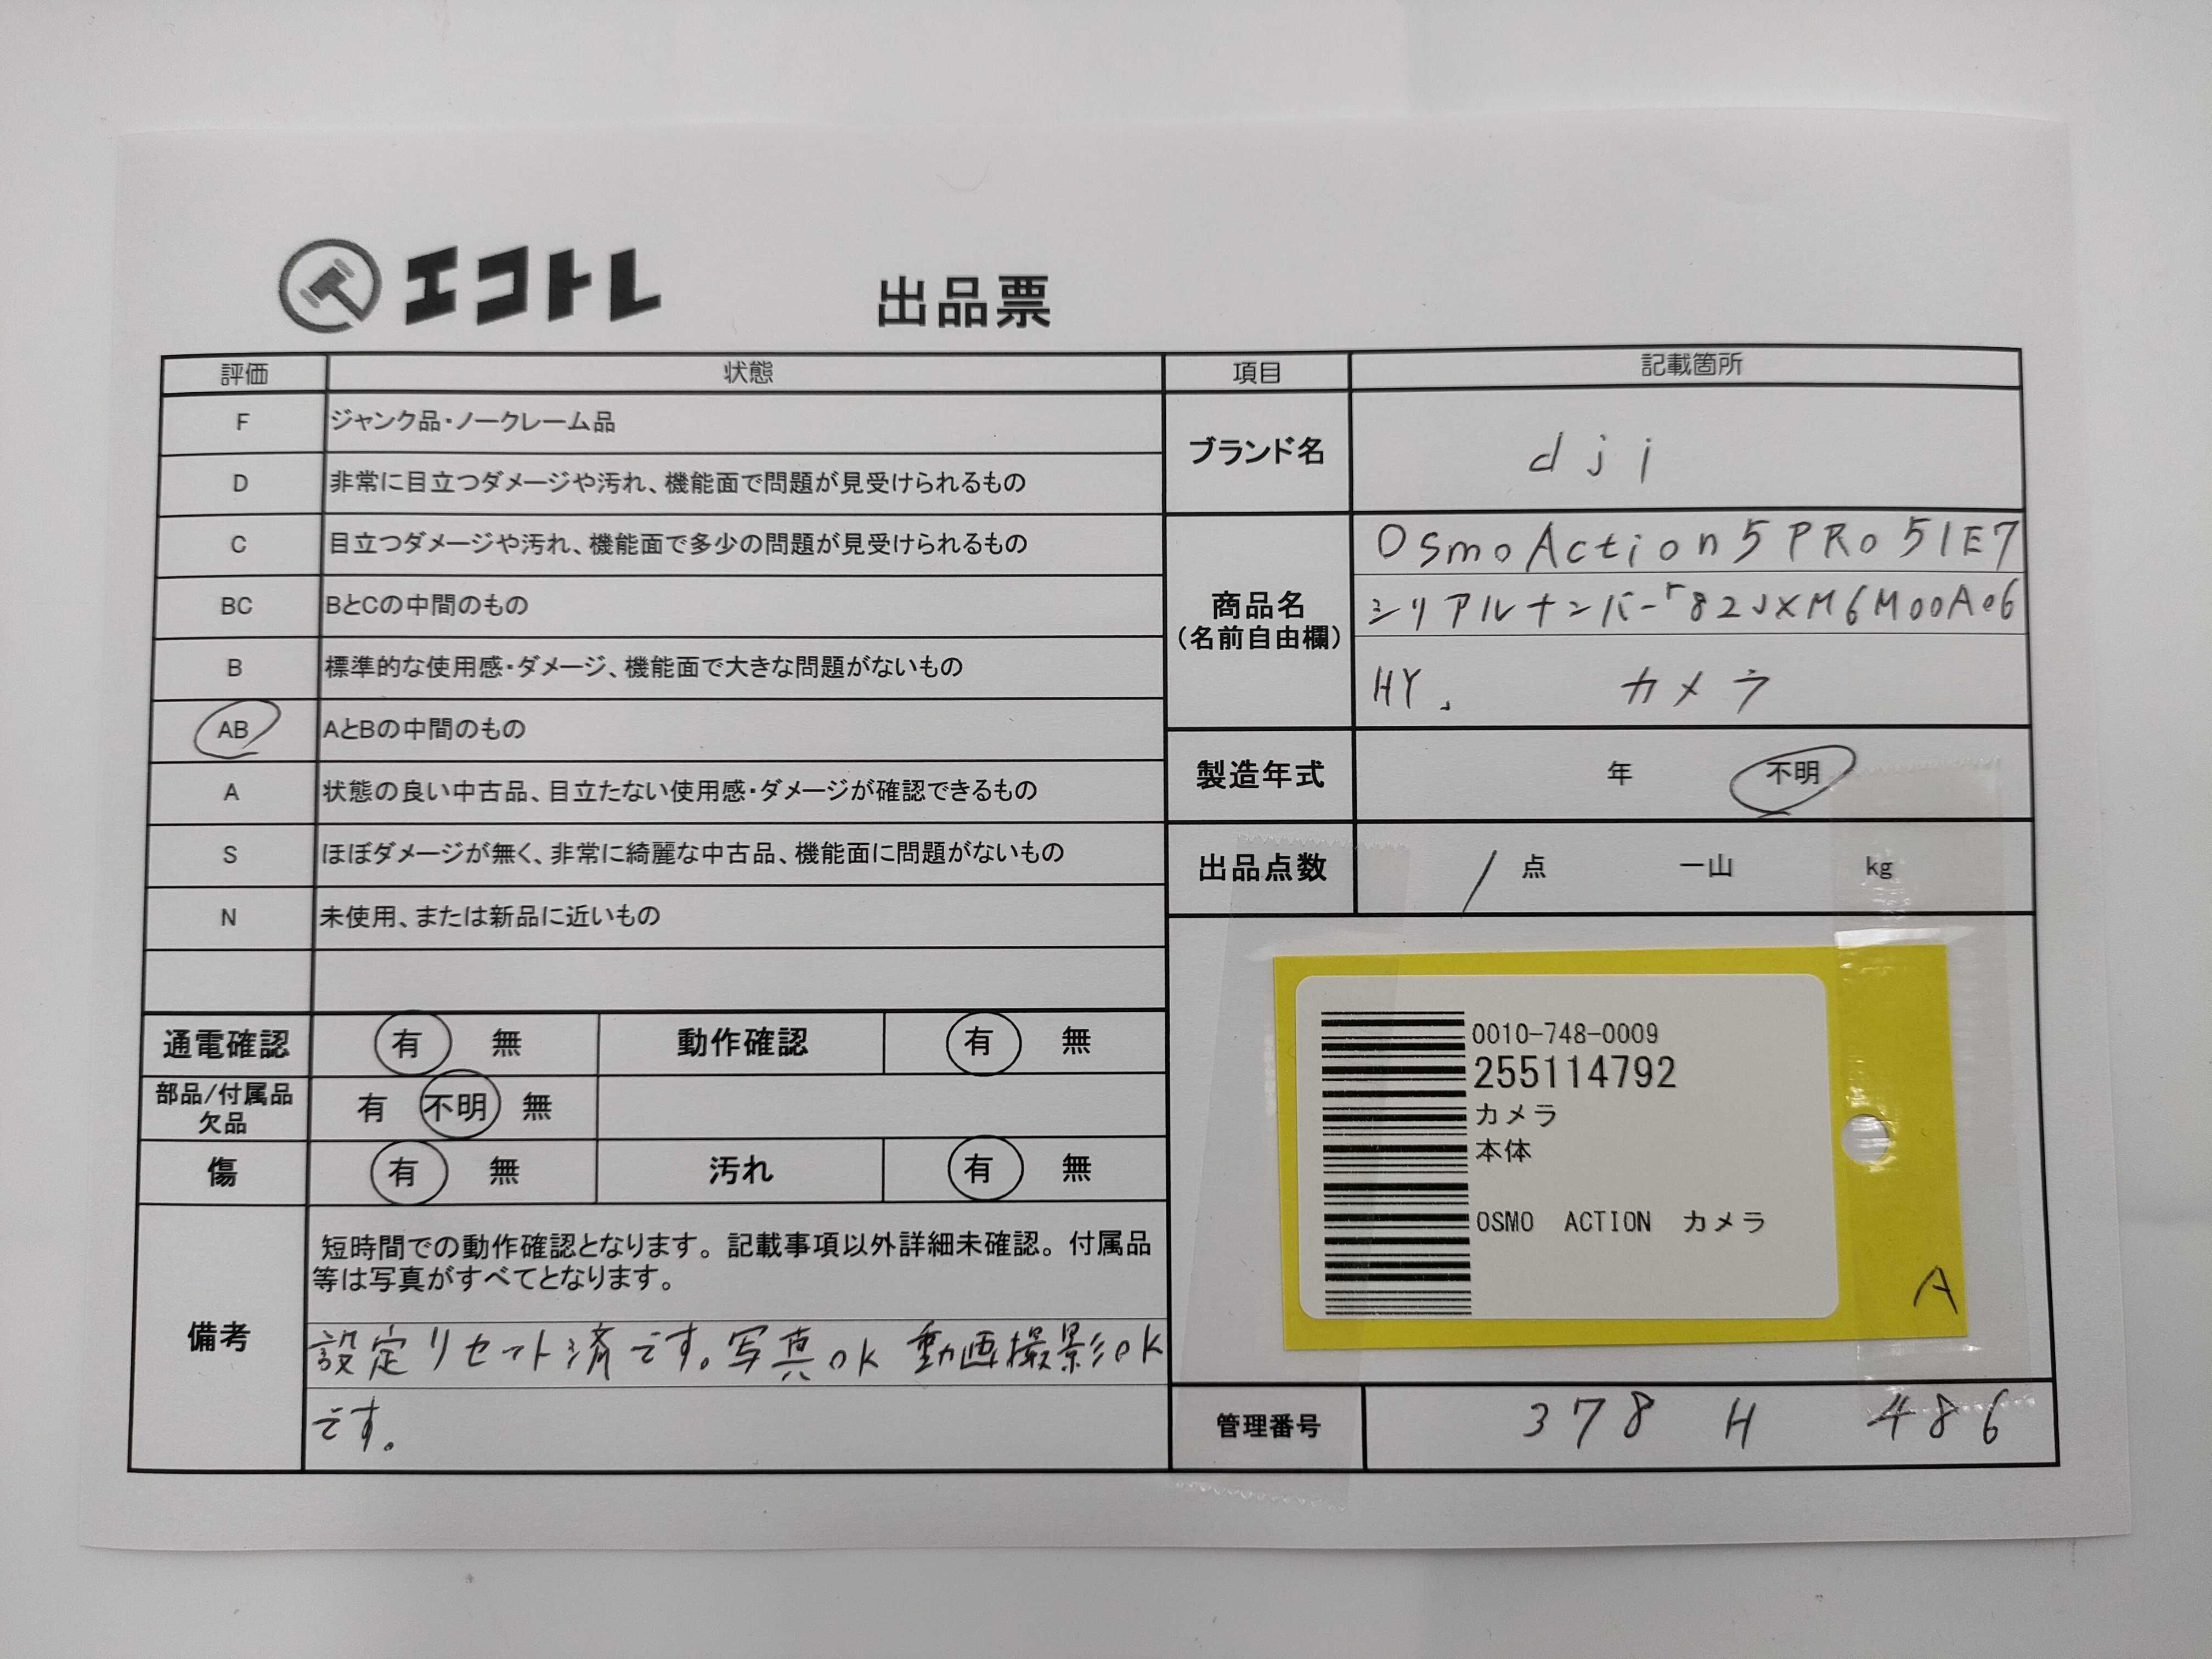 エコトレ
出品票
評価 状態
F ジャンク品・ノークレーム品
D 非常に目立つダメージや汚れ、機能面で問題が見受けられるもの
C 目立つダメージや汚れ、機能面で多少の問題が見受けられるもの
BC BとCの中間のもの
B 標準的な使用感・ダメージ、機能面で大きな問題がないもの
AB AとBの中間のもの
A 状態の良い中古品、目立たない使用感・ダメージが確認できるもの
S ほぼダメージが無く、非常に綺麗な中古品、機能面に問題がないもの
N 未使用、または新品に近いもの
通電確認 有 無 動作確認 有 無
部品/付属品
欠品 有 不明 無
傷 有 無 汚れ 有 無
備考
短時間での動作確認となります。記載事項以外詳細未確認。付属品
等は写真がすべてとなります。
設定リセット済です。写真ok 動画撮影ok
です。
項目 記載箇所
ブランド名 dji
商品名
(名前自由欄)
OsmoAction5PRo51E7
シリアルナンバー「82JXM6M00A06
HY」 カメラ
製造年式 年 不明
出品点数 1 点 一山 kg
0010-748-0009
255114792
カメラ
本体
OSMO ACTION カメラ
A
管理番号 378 H 486